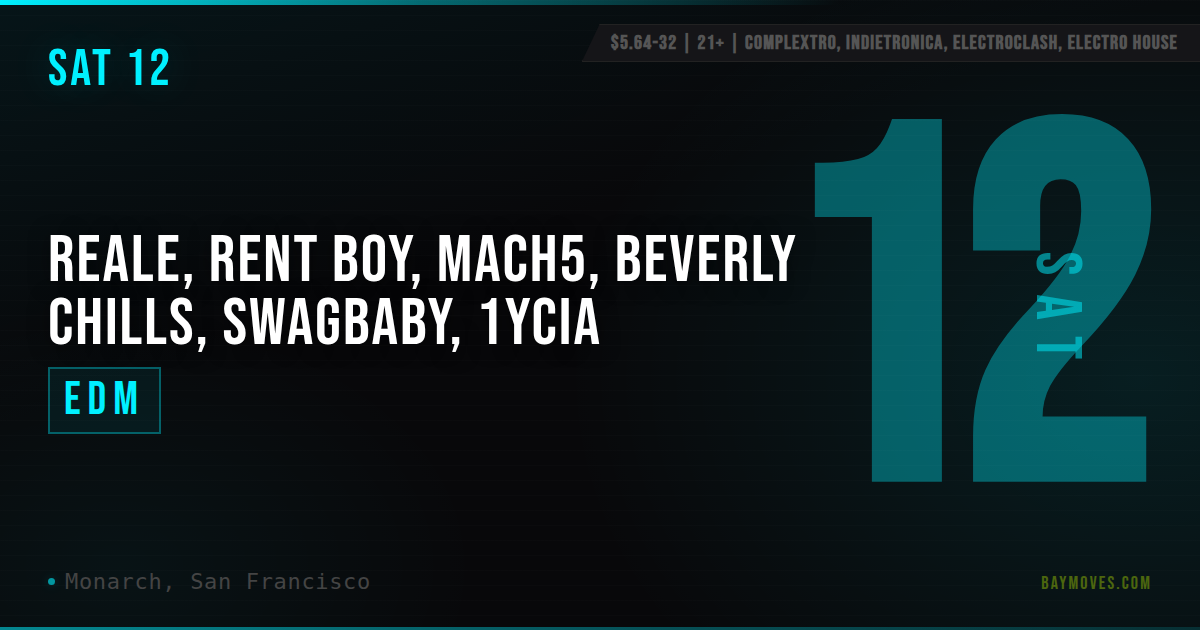 SAT 12
$5.64-32 | 21+ | COMPLEXTRO, INDIETRONICA, ELECTROCLASH, ELECTRO HOUSE
12
SAT
REALE, RENT BOY, MACH5, BEVERLY
CHILLS, SWAGBABY, 1YCIA
EDM
Monarch, San Francisco
BAYMOVES.COM